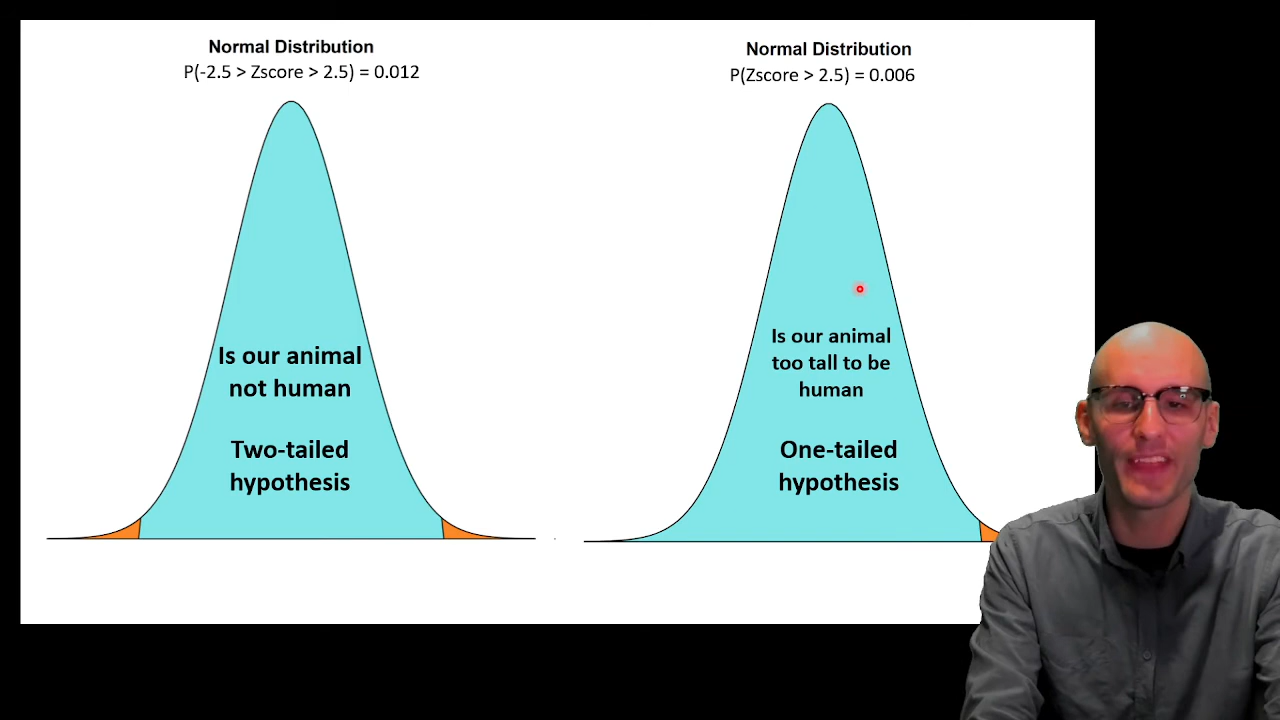 Normal Distribution
P(-2.5 > Zscore > 2.5) = 0.012
Is our animal
not human
Two-tailed
hypothesis
Normal Distribution
P(Zscore > 2.5) = 0.006
Is our animal
too tall to be
human
One-tailed
hypothesis